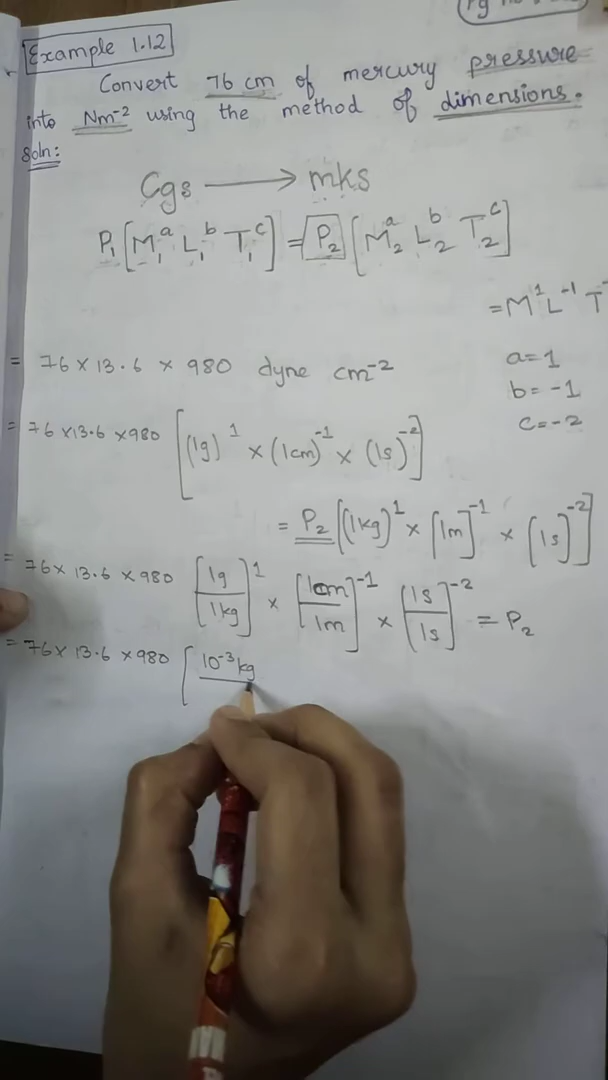 Example 1.12
Convert 76 cm of mercury pressure
into Nm⁻² using the method of dimensions.
Soln:
Cgs ⟶ mks
P₁[M₁ᵃ L₁ᵇ T₁ᶜ] = P₂[M₂ᵃ L₂ᵇ T₂ᶜ]
= M¹ L⁻¹ T
= 76 × 13.6 × 980 dyne cm⁻²
a = 1
b = -1
c = -2
= 76 × 13.6 × 980 [(1g)¹ × (1cm)⁻¹ × (1s)⁻²]
= P₂[(1kg)¹ × [1m]⁻¹ × [1s]⁻²]
= 76 × 13.6 × 980 [1g/1kg]¹ × [1cm/1m]⁻¹ × [1s/1s]⁻² = P₂
= 76 × 13.6 × 980 [10⁻³kg